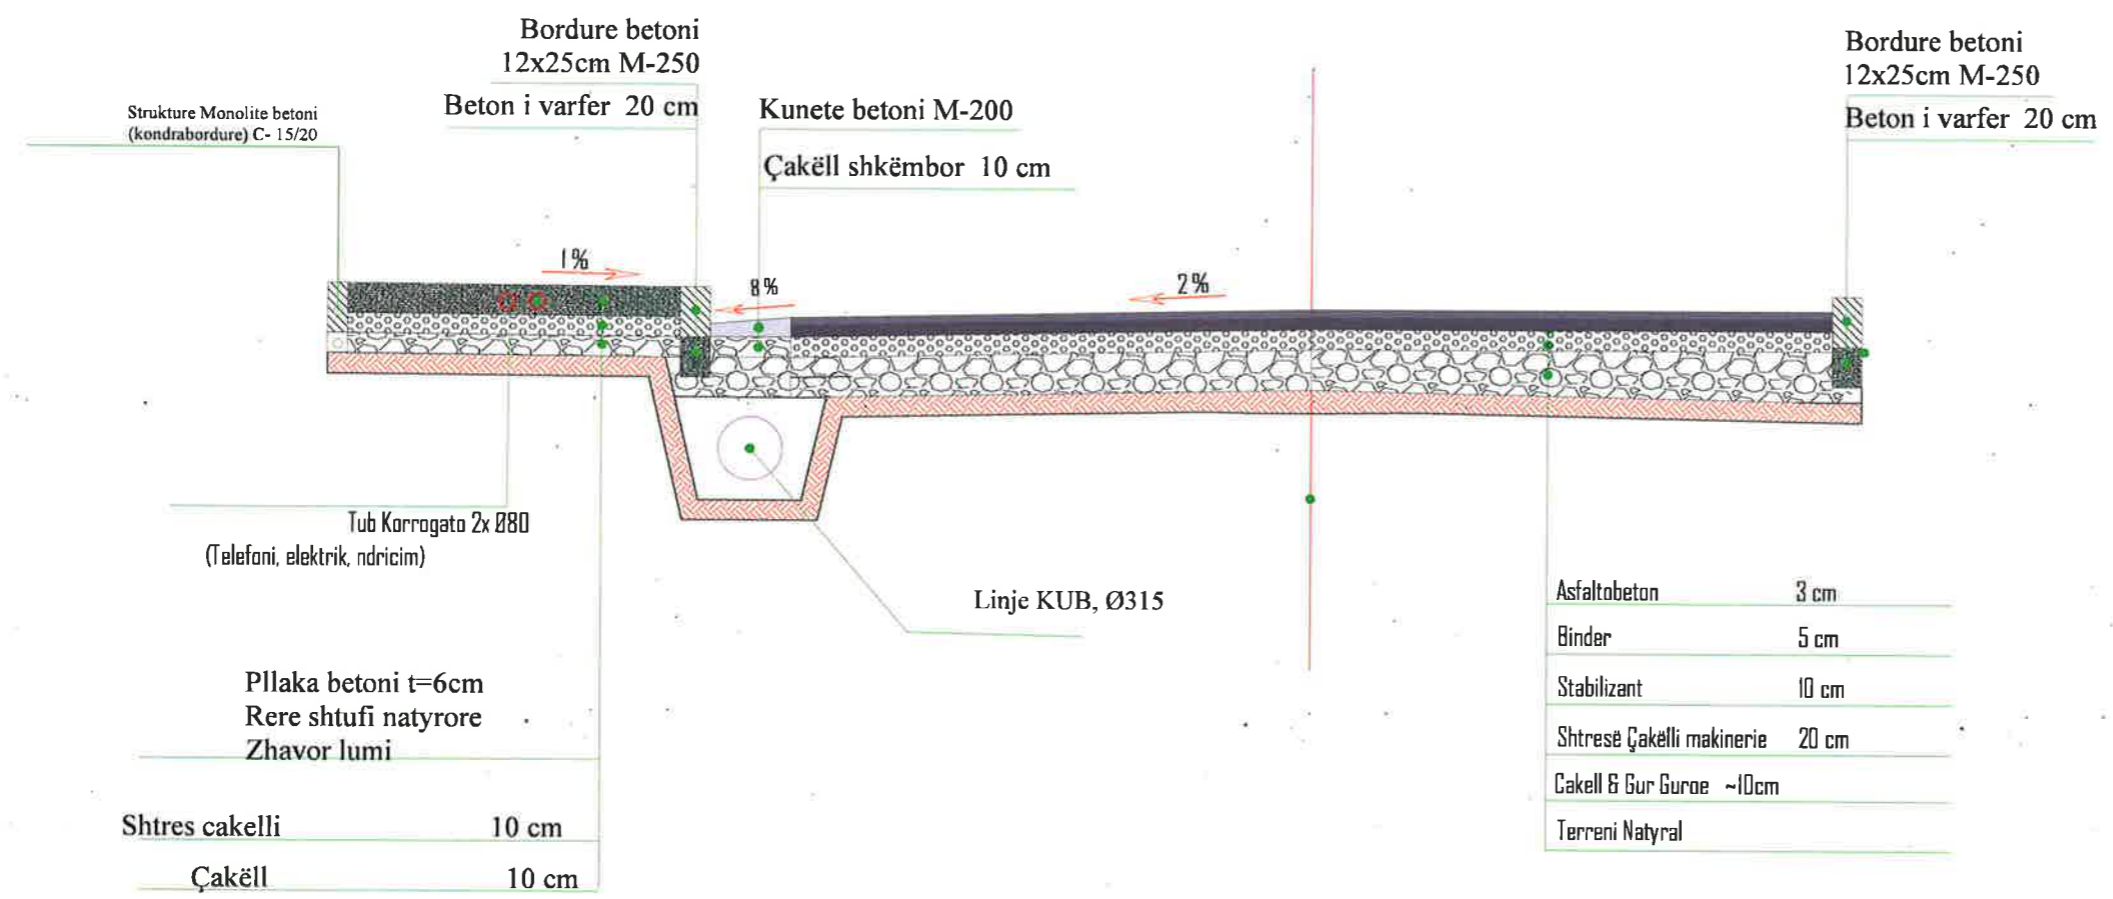 Bordure betoni
12x25cm M-250
Beton i varfer 20 cm
Strukture Monolite betoni
(kondrabordure) C- 15/20
Kunete betoni M-200
Çakëll shkëmbor 10 cm
Bordure betoni
12x25cm M-250
Beton i varfer 20 cm
1%
8%
2%
Tub Korrogato 2x Ø80
(Telefoni, elektrik, ndricim)
Linje KUB, Ø315
Pllaka betoni t=6cm
Rere shtufi natyrore
Zhavor lumi
Shtres cakelli 10 cm
Çakëll 10 cm
Asfaltobeton 3 cm
Binder 5 cm
Stabilizant 10 cm
Shtresë Çakëlli makinerie 20 cm
Cakell & Gur Guroe ~10cm
Terreni Natyral